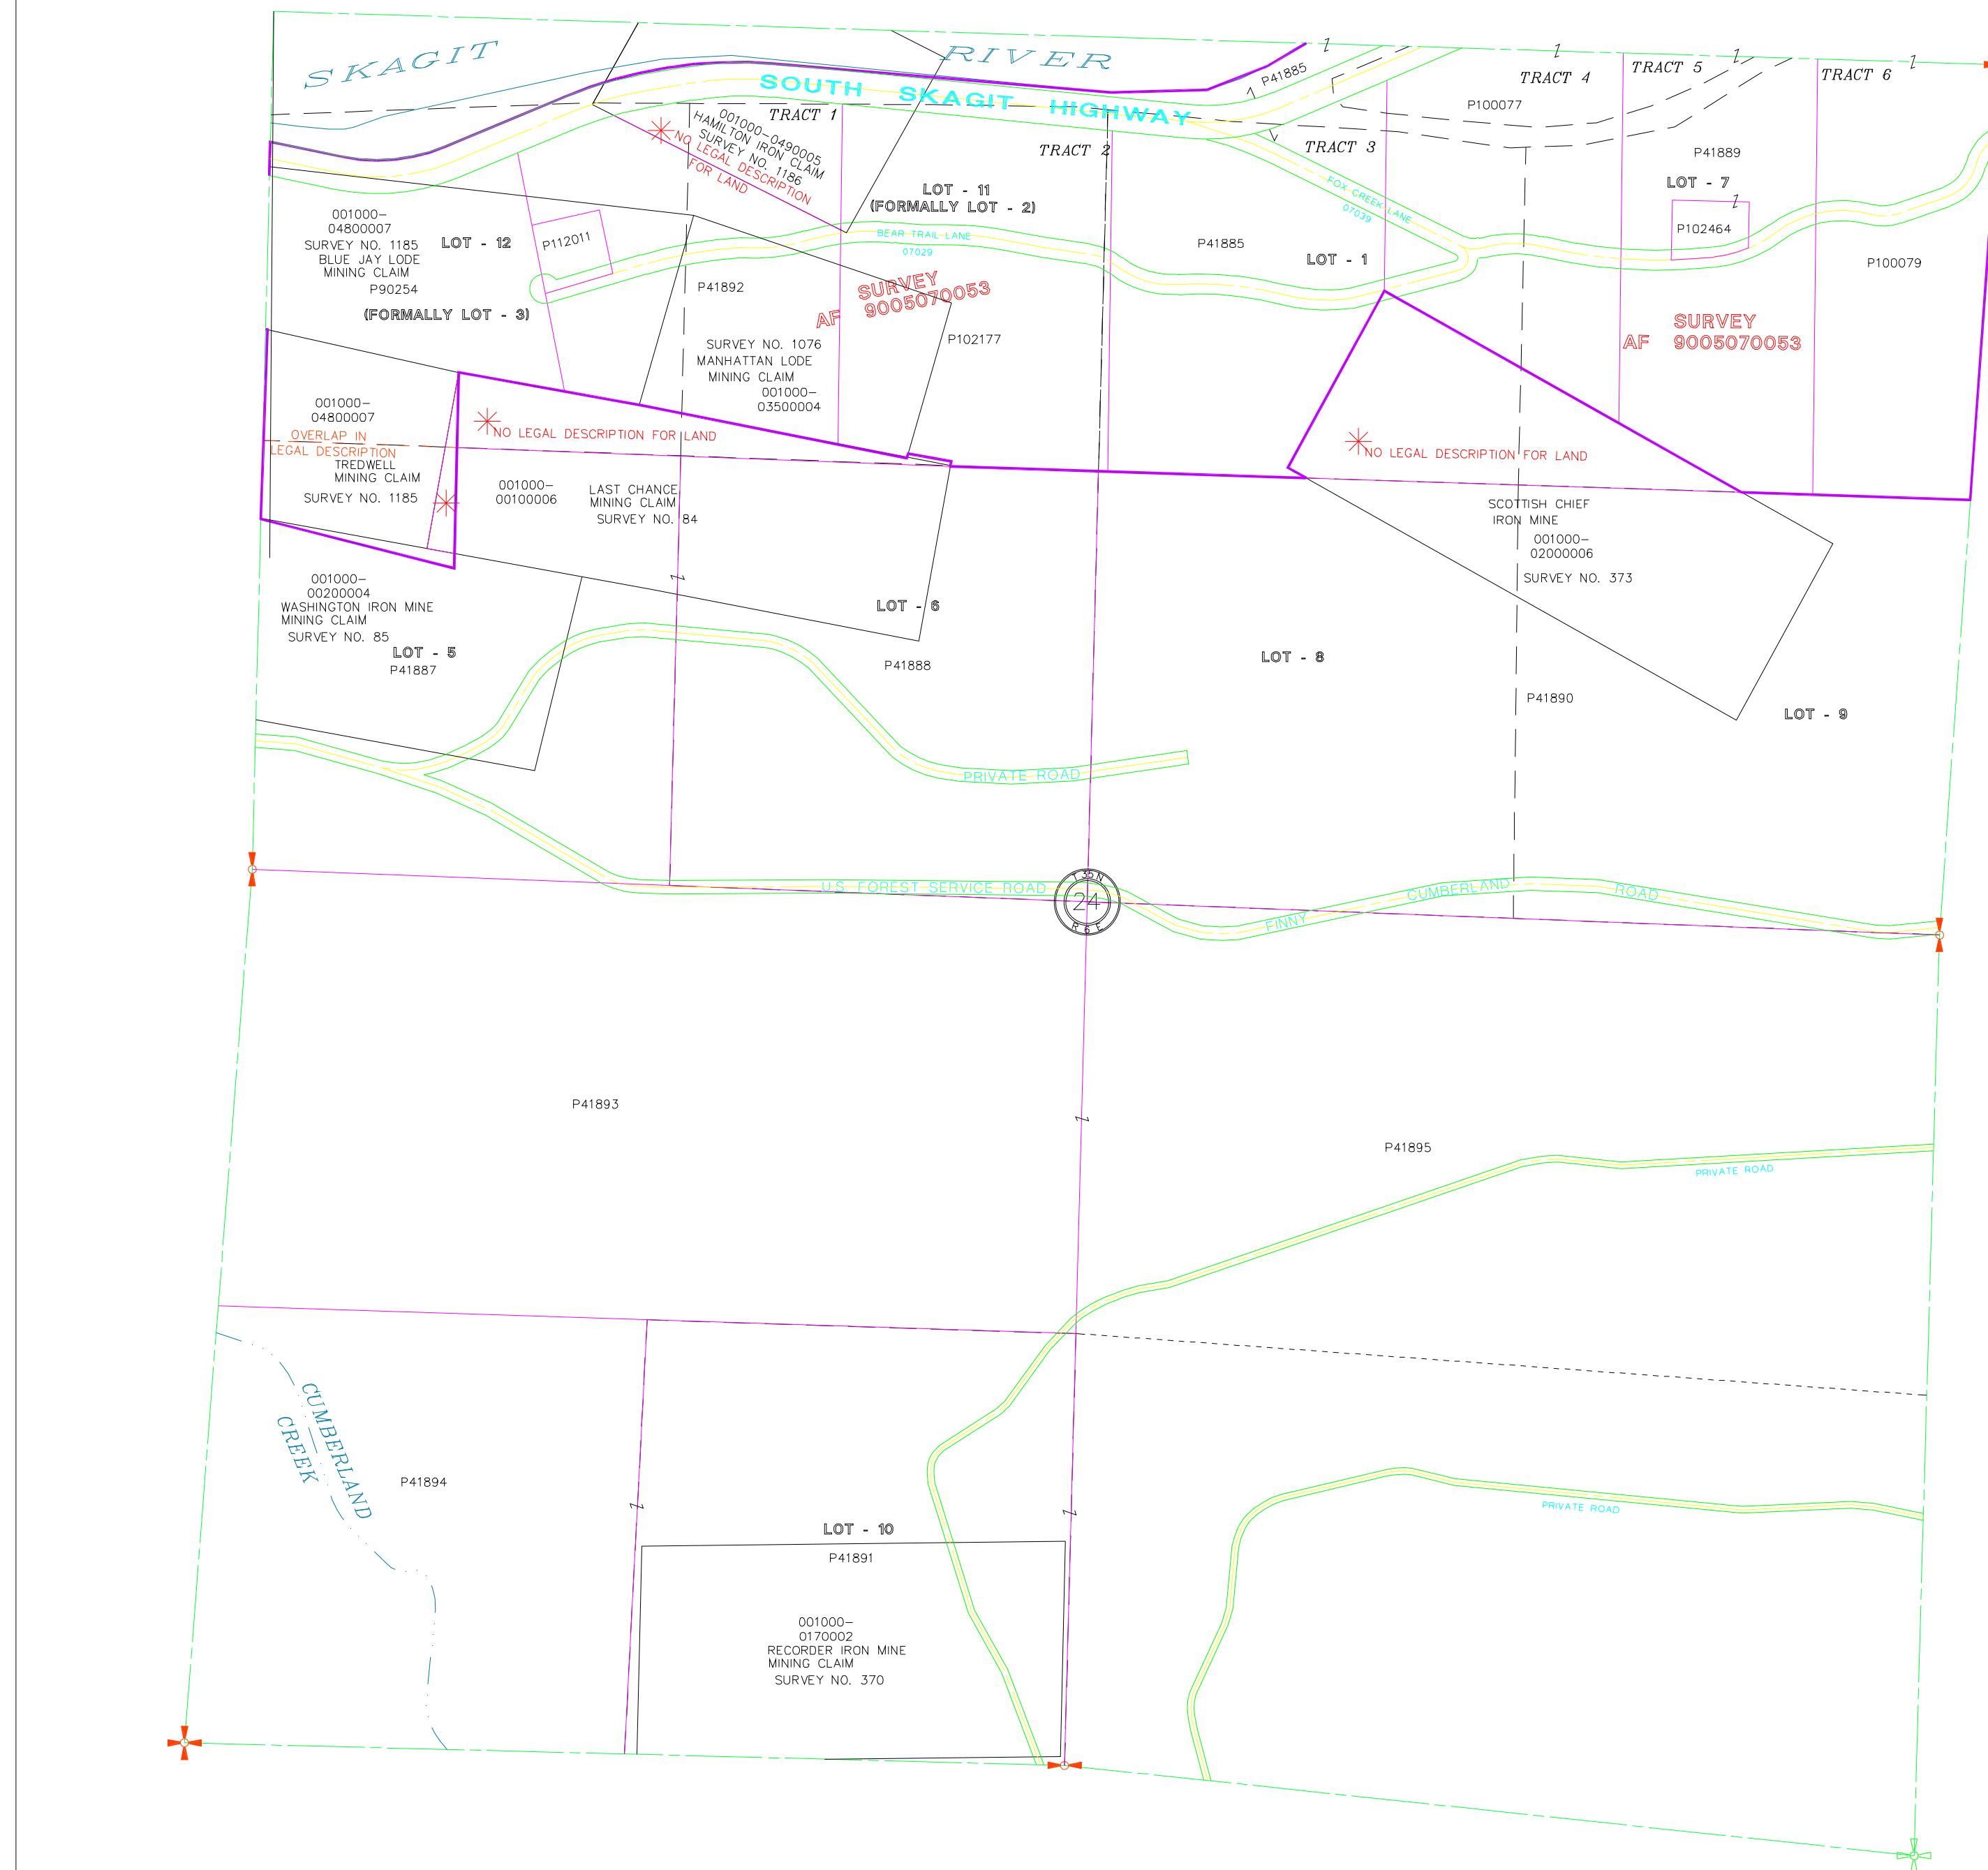 SKAGIT
RIVER
SOUTH SKAGIT HIGHWAY
P41885
TRACT 4
TRACT 5
TRACT 6
P100077
TRACT 1
001000-0490005
HAMILTON IRON CLAIM
SURVEY NO. 1186
NO LEGAL DESCRIPTION
FOR LAND
TRACT 2
TRACT 3
P41889
LOT - 7
FOX CREEK LANE
07039
LOT - 11
(FORMALLY LOT - 2)
001000-
04800007
SURVEY NO. 1185
BLUE JAY LODE
MINING CLAIM
P90254
LOT - 12
P112011
BEAR TRAIL LANE
07029
P41885
LOT - 1
P102464
P100079
(FORMALLY LOT - 3)
P41892
SURVEY
AF 9005070053
SURVEY
AF 9005070053
SURVEY NO. 1076
MANHATTAN LODE
MINING CLAIM
001000-
03500004
P102177
001000-
04800007
OVERLAP IN
LEGAL DESCRIPTION
TREDWELL
MINING CLAIM
SURVEY NO. 1185
NO LEGAL DESCRIPTION FOR LAND
NO LEGAL DESCRIPTION FOR LAND
001000-
00100006
LAST CHANCE
MINING CLAIM
SURVEY NO. 84
SCOTTISH CHIEF
IRON MINE
001000-
02000006
SURVEY NO. 373
001000-
00200004
WASHINGTON IRON MINE
MINING CLAIM
SURVEY NO. 85
LOT - 5
P41887
LOT - 6
P41888
LOT - 8
P41890
LOT - 9
PRIVATE ROAD
U.S FOREST SERVICE ROAD
T 35 N
24
R 6 E
FINNY CUMBERLAND ROAD
P41893
P41895
PRIVATE ROAD
CUMBERLAND
CREEK
P41894
PRIVATE ROAD
LOT - 10
P41891
001000-
0170002
RECORDER IRON MINE
MINING CLAIM
SURVEY NO. 370